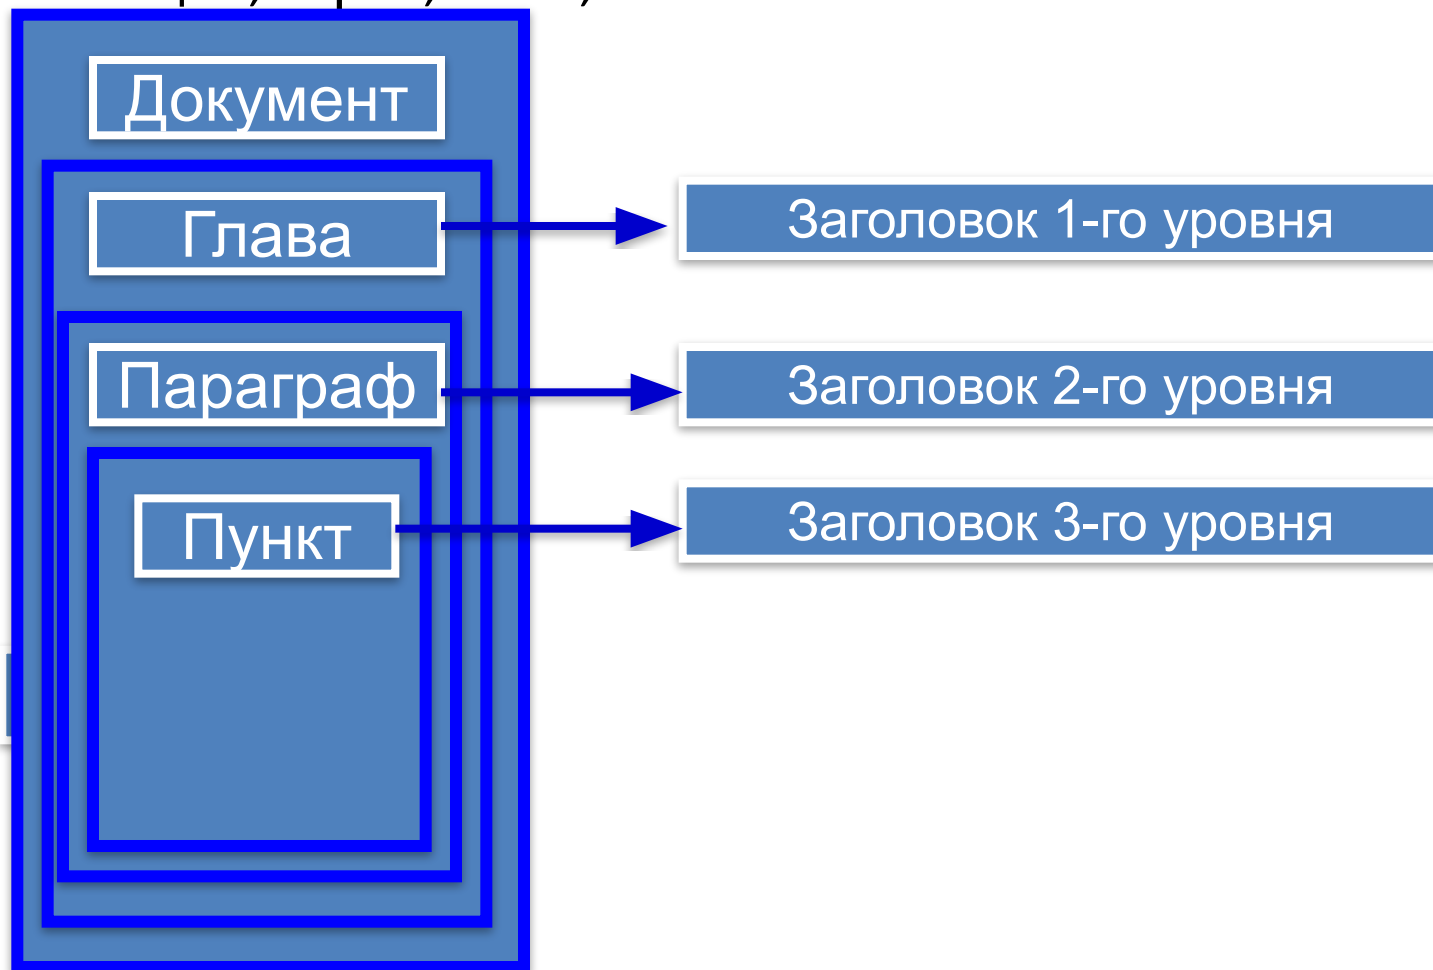 Документ
Глава
Заголовок 1-го уровня
Параграф
Заголовок 2-го уровня
Пункт
Заголовок 3-го уровня